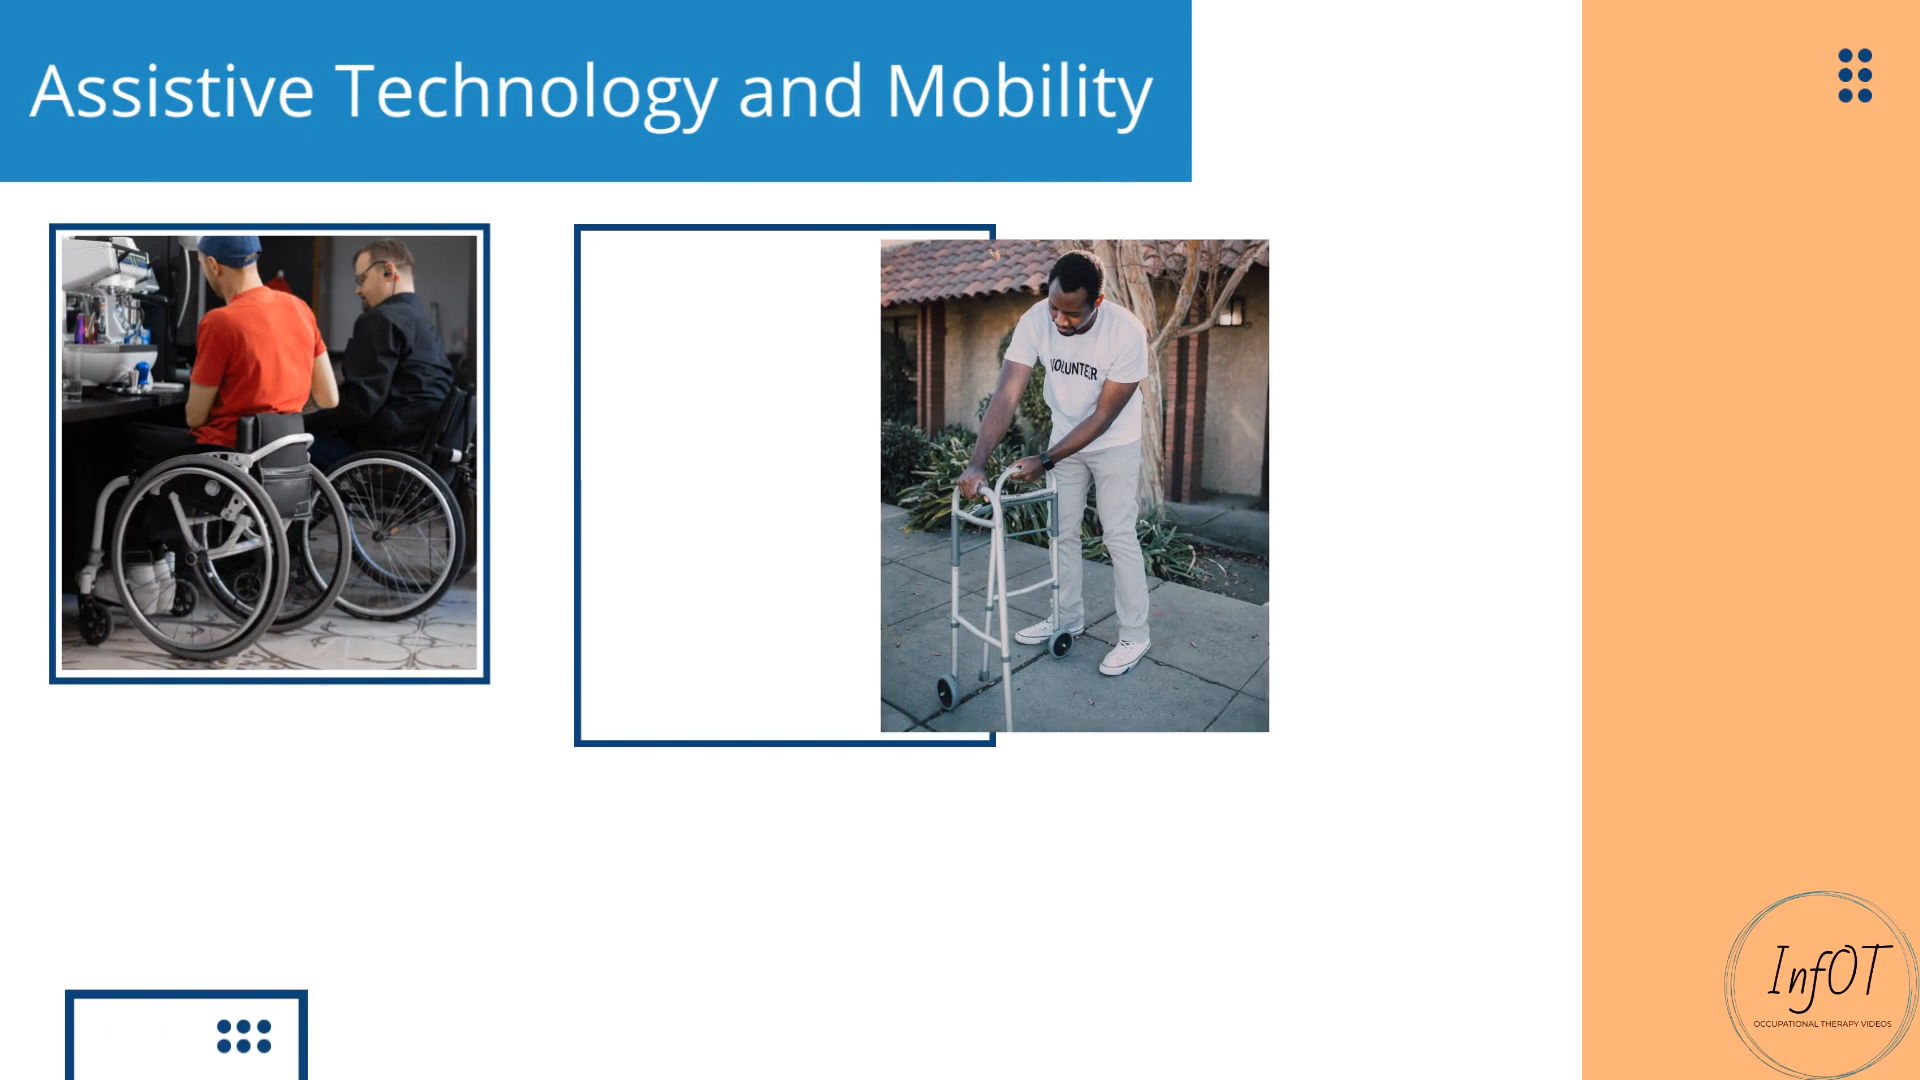 Assistive Technology and Mobility
VOLUNTEER
InfOT
OCCUPATIONAL THERAPY VIDEOS